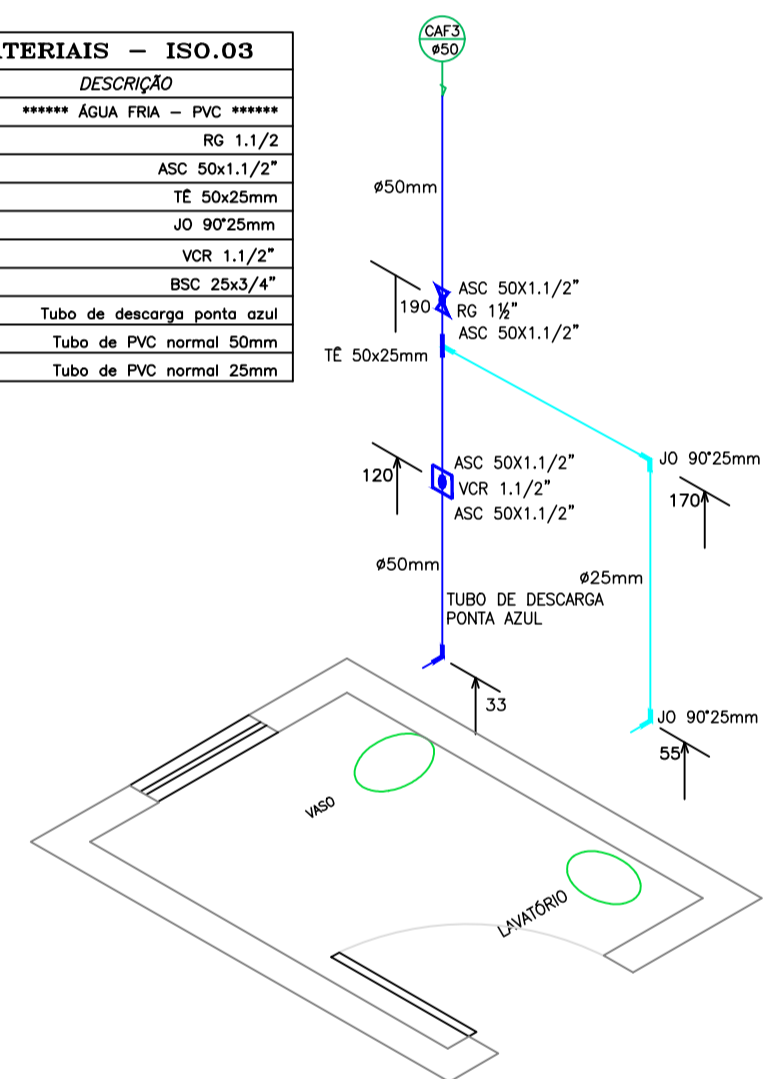 ATERIAIS – ISO.03
DESCRIÇÃO
****** ÁGUA FRIA – PVC ******
RG 1.1/2
ASC 50x1.1/2"
TÊ 50x25mm
JO 90°25mm
VCR 1.1/2"
BSC 25x3/4"
Tubo de descarga ponta azul
Tubo de PVC normal 50mm
Tubo de PVC normal 25mm
CAF3
ø50
ø50mm
190
ASC 50X1.1/2"
RG 1½"
ASC 50X1.1/2"
TÊ 50x25mm
120
ASC 50X1.1/2"
VCR 1.1/2"
ASC 50X1.1/2"
JO 90°25mm
170
ø50mm
ø25mm
TUBO DE DESCARGA
PONTA AZUL
33
JO 90°25mm
55
VASO
LAVATÓRIO